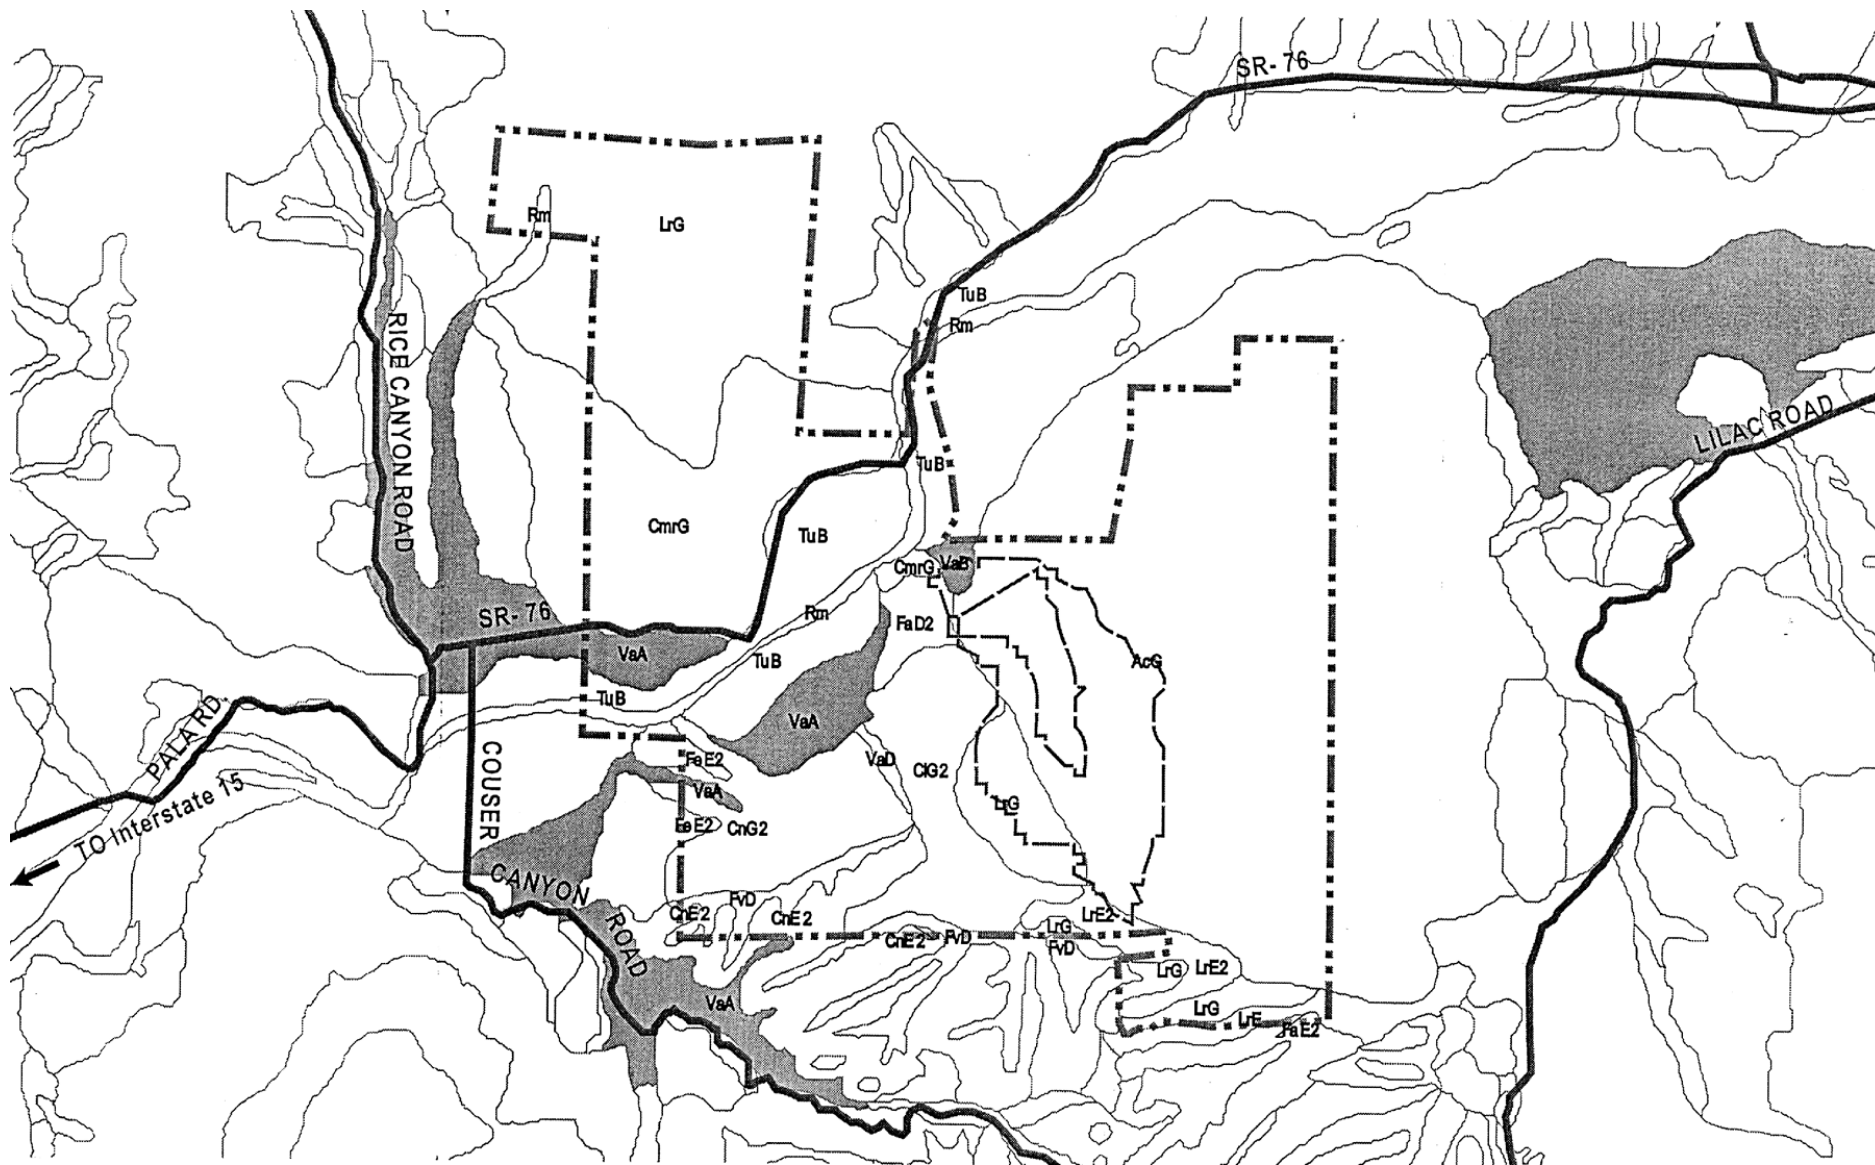 SR-76
Rm
LrG
TuB
Rm
RICE CANYON ROAD
LILAC ROAD
TuB
CmrG
TuB
CmrG
VaB
SR-76
Rm
FaD2
VaA
TuB
AcG
TuB
PALA RD.
VaA
COUSER
FeE2
VaD
ClG2
VaA
TO Interstate 15
LrG
FeE2
CnG2
CANYON
ROAD
CnE2
FvD
CnE2
LrE2
LrG
CnE2
FvD
FvD
LrG
LrE2
VaA
LrG
LrE
FaE2